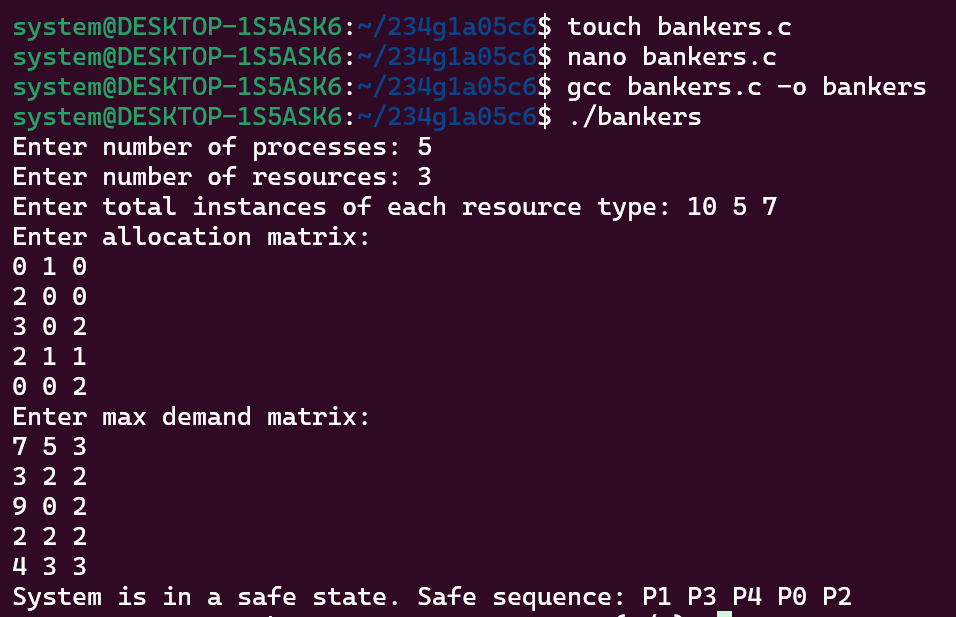 system@DESKTOP-1S5ASK6:~/234g1a05c6$ touch bankers.c
system@DESKTOP-1S5ASK6:~/234g1a05c6$ nano bankers.c
system@DESKTOP-1S5ASK6:~/234g1a05c6$ gcc bankers.c -o bankers
system@DESKTOP-1S5ASK6:~/234g1a05c6$ ./bankers
Enter number of processes: 5
Enter number of resources: 3
Enter total instances of each resource type: 10 5 7
Enter allocation matrix:
0 1 0
2 0 0
3 0 2
2 1 1
0 0 2
Enter max demand matrix:
7 5 3
3 2 2
9 0 2
2 2 2
4 3 3
System is in a safe state. Safe sequence: P1 P3 P4 P0 P2